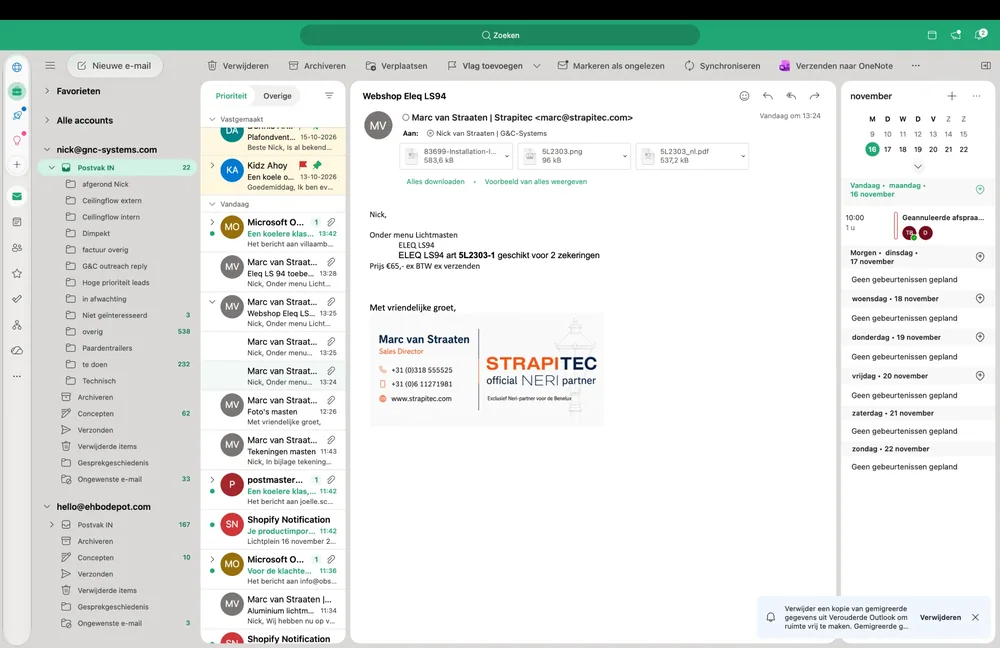 Zoeken
2
Nieuwe e-mail
Verwijderen
Archiveren
Verplaatsen
Vlag toevoegen
Markeren als ongelezen
Synchroniseren
Verzenden naar OneNote
Favorieten
Alle accounts
nick@gnc-systems.com
Postvak IN 22
afgerond Nick
Ceilingflow extern
Ceilingflow intern
Dimpekt
factuur overig
G&C outreach reply
Hoge prioriteit leads
in afwachting
Niet geïnteresseerd 3
overig 538
Paardentrailers
te doen 232
Technisch
Archiveren
Concepten 62
Verzonden
Verwijderde items
Gesprekgeschiedenis
Ongewenste e-mail 33
hello@ehbodepot.com
Postvak IN 167
Archiveren
Concepten 10
Verzonden
Verwijderde items
Gesprekgeschiedenis
Ongewenste e-mail 3
Prioriteit
Overige
Vastgemaakt
DA
Plafondvent... 15-10-2026
Beste Nick, Is al bekend...
KA
Kidz Ahoy
Een koele o... 13-10-2026
Goedemiddag, Ik ben ev...
Vandaag
MO
Microsoft O... 1
Een koelere klas... 13:42
Het bericht aan villaamb...
MV
Marc van Straat...
Eleq LS 94 toebe... 13:28
Nick, Onder menu Licht...
MV
Marc van Straat...
Webshop Eleq LS... 13:25
Nick, Onder menu Licht...
Marc van Straat...
Nick, Onder menu... 13:25
Marc van Straat...
Nick, Onder menu... 13:24
MV
Marc van Straat...
Foto's masten 12:26
Met vriendelijke groet,
MV
Marc van Straat...
Tekeningen masten 11:43
Nick, In bijlage tekening...
P
postmaster... 1
Een koelere klas,... 11:42
Het bericht aan joelle.sc...
SN
Shopify Notification
Je productimpor... 11:42
Lichtplein 16 november 2...
MO
Microsoft O... 1
Voor de klachte... 11:36
Het bericht aan info@obs...
MV
Marc van Straaten |...
Aluminium lichtm... 11:34
Nick, Wij hebben nu op v...
SN
Shopify Notification
Webshop Eleq LS94
MV
Marc van Straaten | Strapitec <marc@strapitec.com>
Vandaag om 13:24
Aan: Nick van Straaten | G&C-Systems
83699-Installation-I...
583,6 kB
5L2303.png
96 kB
5L2303_nl.pdf
537,2 kB
Alles downloaden • Voorbeeld van alles weergeven
Nick,
Onder menu Lichtmasten
ELEQ LS94
ELEQ LS94 art 5L2303-1 geschikt voor 2 zekeringen
Prijs €65,- ex BTW ex verzenden
Met vriendelijke groet,
Marc van Straaten
Sales Director
+31 (0)318 555525
+31 (0)6 11271981
www.strapitec.com
STRAPITEC
official NERI partner
Exclusief Neri-partner voor de Benelux
november
M D W D V Z Z
9 10 11 12 13 14 15
16 17 18 19 20 21 22
Vandaag • maandag •
16 november
10:00
1 u
Geannuleerde afspraa...
TB
D
Morgen • dinsdag •
17 november
Geen gebeurtenissen gepland
woensdag • 18 november
Geen gebeurtenissen gepland
donderdag • 19 november
Geen gebeurtenissen gepland
vrijdag • 20 november
Geen gebeurtenissen gepland
zaterdag • 21 november
Geen gebeurtenissen gepland
zondag • 22 november
Geen gebeurtenissen gepland
Verwijder een kopie van gemigreerde
gegevens uit Verouderde Outlook om
ruimte vrij te maken. Gemigreerde g...
Verwijderen